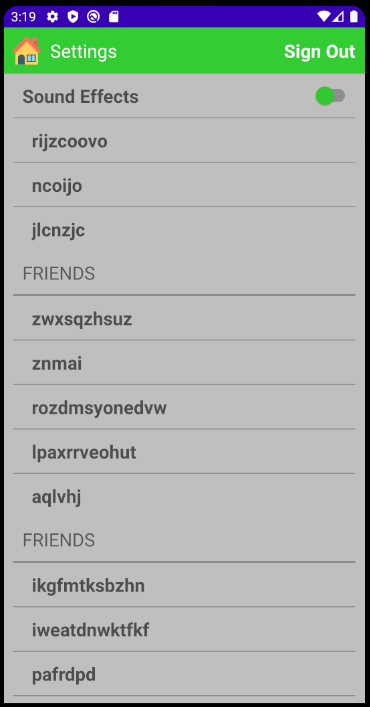 3:19
Settings
Sign Out
Sound Effects
rijzcoovo
ncoijo
jlcnzjc
FRIENDS
zwxsqzhsuz
znmai
rozdmsyonedvw
lpaxrrveohut
aqlvhj
FRIENDS
ikgfmtksbzhn
iweatdnwktfkf
pafrdpd